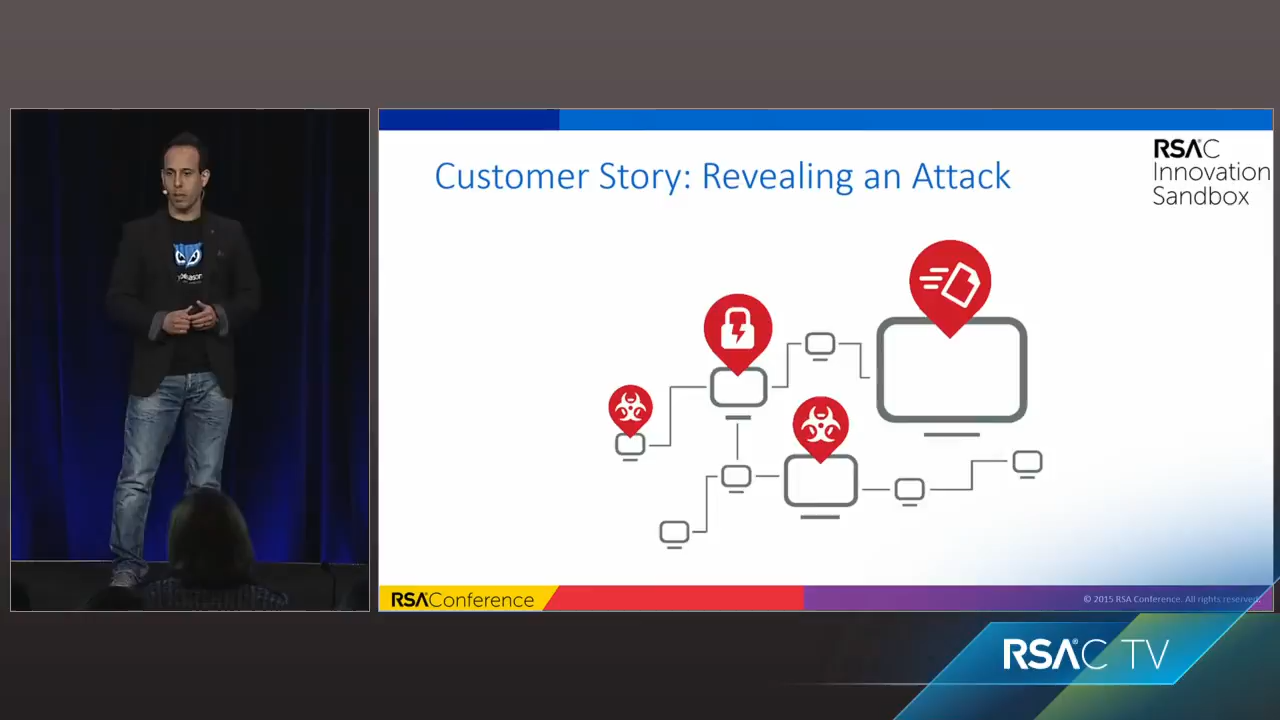 Customer Story: Revealing an Attack
RSAC
Innovation
Sandbox
RSAConference
© 2015 RSA Conference. All rights reserved.
RSAC TV